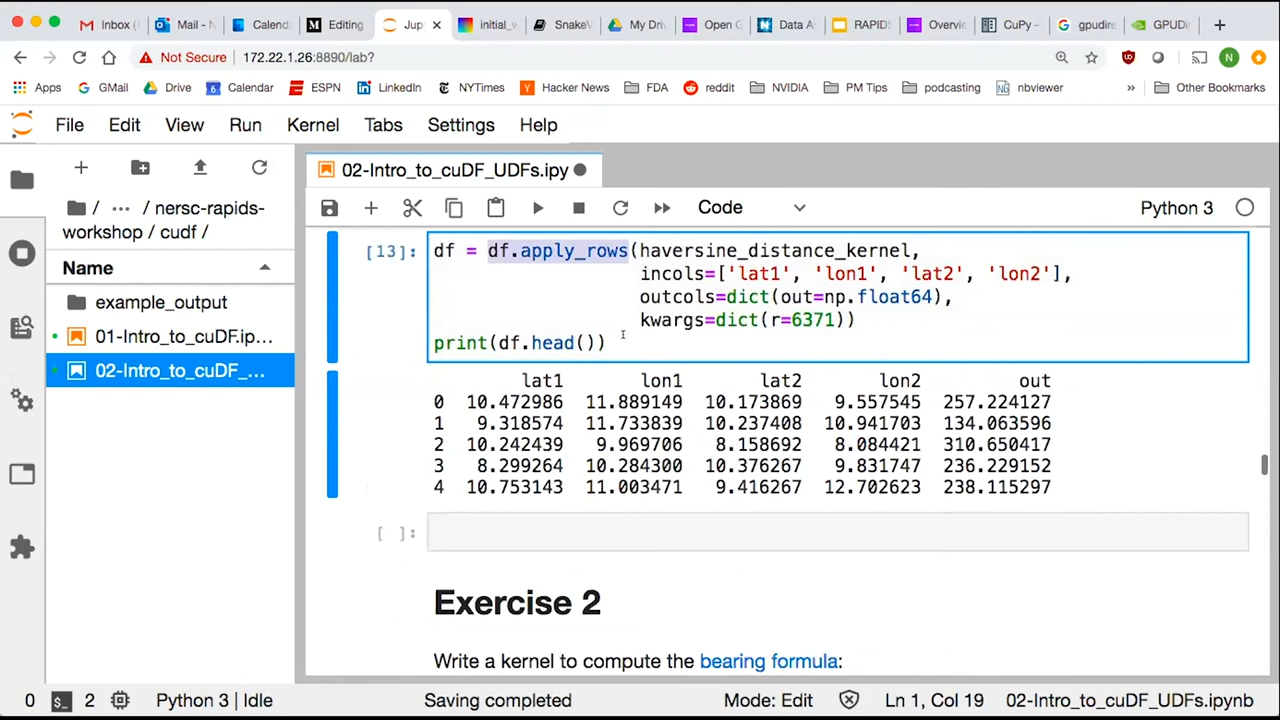 Inbox (
Mail - N
Calend
Editing
Jup
initial_v
SnakeV
My Dri
Open G
Data A
RAPIDS
Overvie
CuPy –
gpudire
GPUDi
Not Secure
172.22.1.26:8890/lab?
N
Apps
GMail
Drive
Calendar
ESPN
LinkedIn
NYTimes
Hacker News
FDA
reddit
NVIDIA
PM Tips
podcasting
nbviewer
»
Other Bookmarks
File Edit View Run Kernel Tabs Settings Help
02-Intro_to_cuDF_UDFs.ipy
/ ··· / nersc-rapids-
workshop / cudf /
Code
Python 3
Name
example_output
01-Intro_to_cuDF.ip...
02-Intro_to_cuDF_...
[13]:
df = df.apply_rows(haversine_distance_kernel,
incols=['lat1', 'lon1', 'lat2', 'lon2'],
outcols=dict(out=np.float64),
kwargs=dict(r=6371))
print(df.head())
lat1 lon1 lat2 lon2 out
0 10.472986 11.889149 10.173869 9.557545 257.224127
1 9.318574 11.733839 10.237408 10.941703 134.063596
2 10.242439 9.969706 8.158692 8.084421 310.650417
3 8.299264 10.284300 10.376267 9.831747 236.229152
4 10.753143 11.003471 9.416267 12.702623 238.115297
[ ]:
Exercise 2
Write a kernel to compute the bearing formula:
0
2
Python 3 | Idle
Saving completed
Mode: Edit
Ln 1, Col 19
02-Intro_to_cuDF_UDFs.ipynb